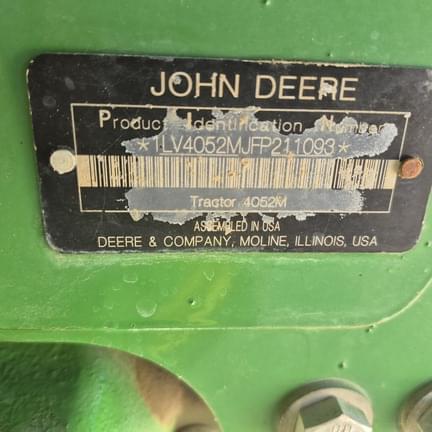 JOHN DEERE
Product Identification Number
*1LV4052MJFP211093*
Tractor 4052M
ASSEMBLED IN USA
DEERE & COMPANY, MOLINE, ILLINOIS, USA